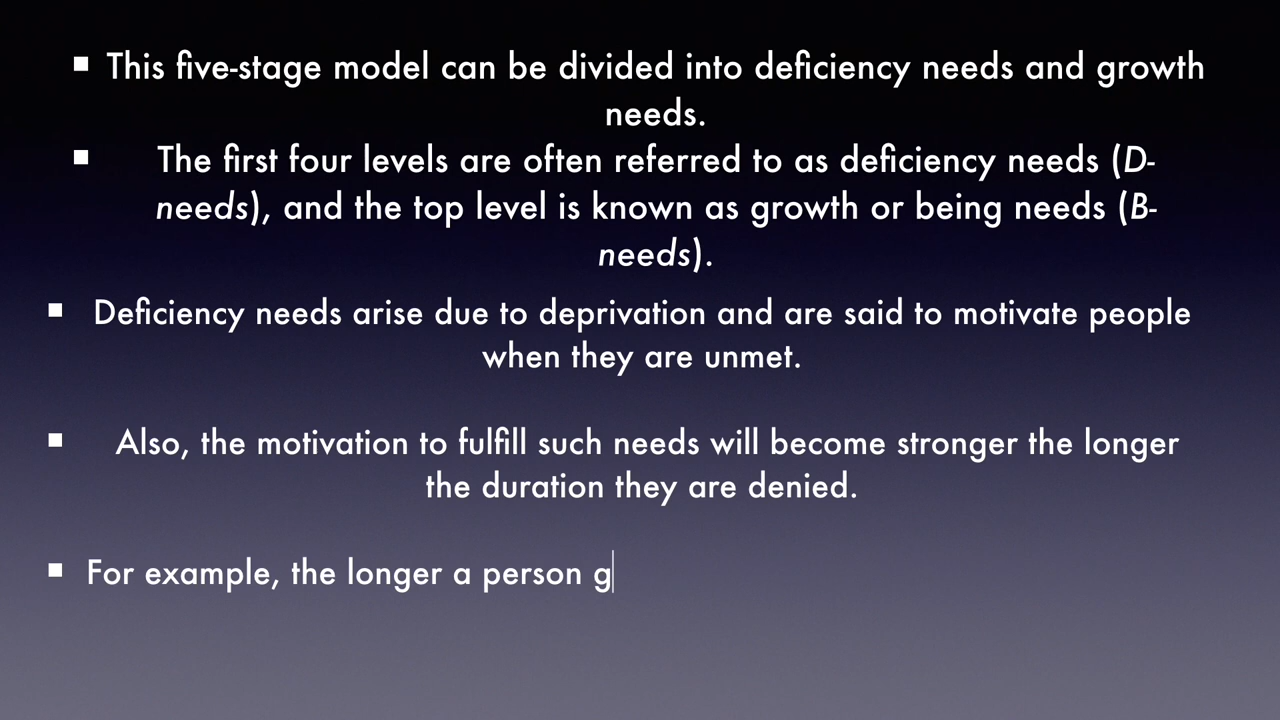 ▪ This five-stage model can be divided into deficiency needs and growth
needs.
▪ The first four levels are often referred to as deficiency needs (D-
needs), and the top level is known as growth or being needs (B-
needs).
▪ Deficiency needs arise due to deprivation and are said to motivate people
when they are unmet.
▪ Also, the motivation to fulfill such needs will become stronger the longer
the duration they are denied.
▪ For example, the longer a person g